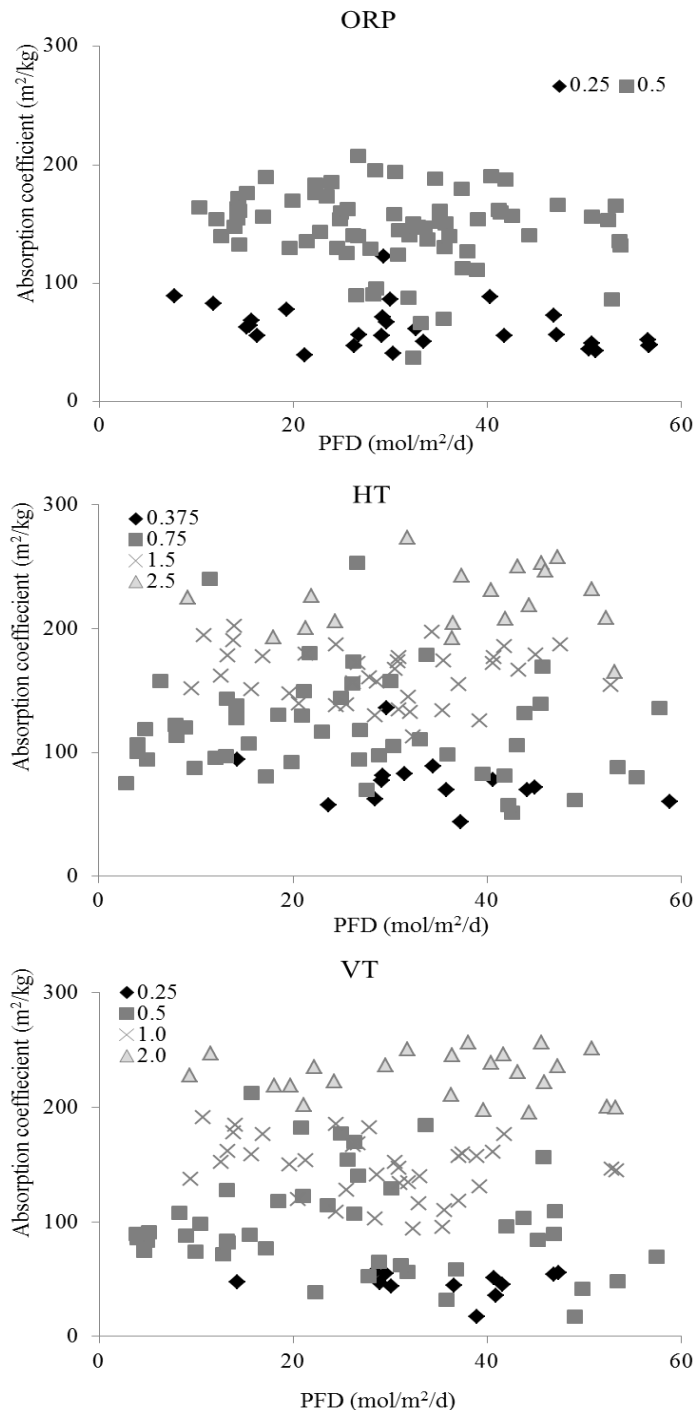 ORP
Absorption coefficient (m²/kg)
300
200
100
0
0.25 0.5
0 20 40 60
PFD (mol/m²/d)
HT
Absorption coeffiecient (m²/kg)
300
200
100
0
0.375
0.75
1.5
2.5
0 20 40 60
PFD (mol/m²/d)
VT
Absorption coeffiecient (m²/kg)
300
200
100
0
0.25
0.5
1.0
2.0
0 20 40 60
PFD (mol/m²/d)